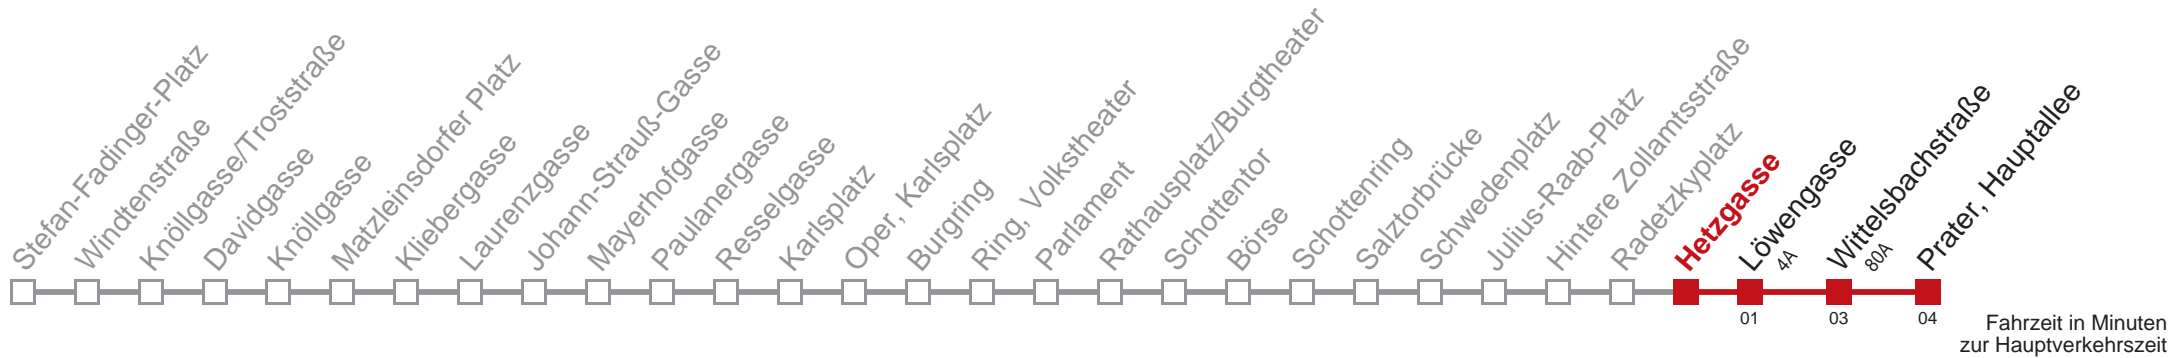 Stefan-Fadinger-Platz
Windtenstraße
Knöllgasse/Troststraße
Davidgasse
Knöllgasse
Matzleinsdorfer Platz
Kliebergasse
Laurenzgasse
Johann-Strauß-Gasse
Mayerhofgasse
Paulanergasse
Resselgasse
Karlsplatz
Oper, Karlsplatz
Burgring
Ring, Volkstheater
Parlament
Rathausplatz/Burgtheater
Schottentor
Börse
Schottenring
Salztorbrücke
Schwedenplatz
Julius-Raab-Platz
Hintere Zollamtsstraße
Radetzkyplatz
Hetzgasse
Löwengasse
4A
Wittelsbachstraße
80A
Prater, Hauptallee
01
03
04
Fahrzeit in Minuten
zur Hauptverkehrszeit